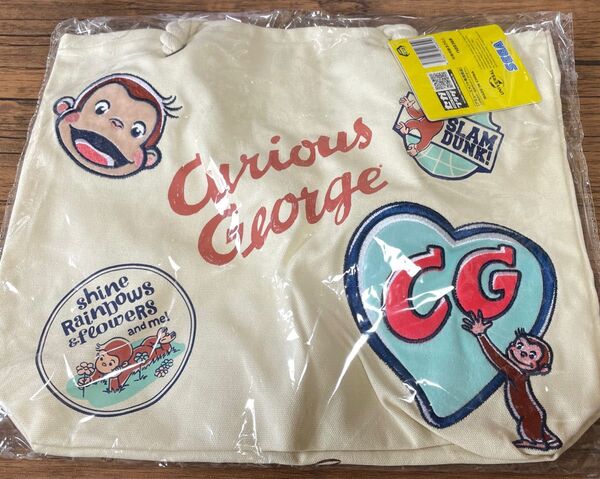 Curious
George
SEGA
SLAM
DUNK!
shine
Rainbows
& flowers
and me!
CG